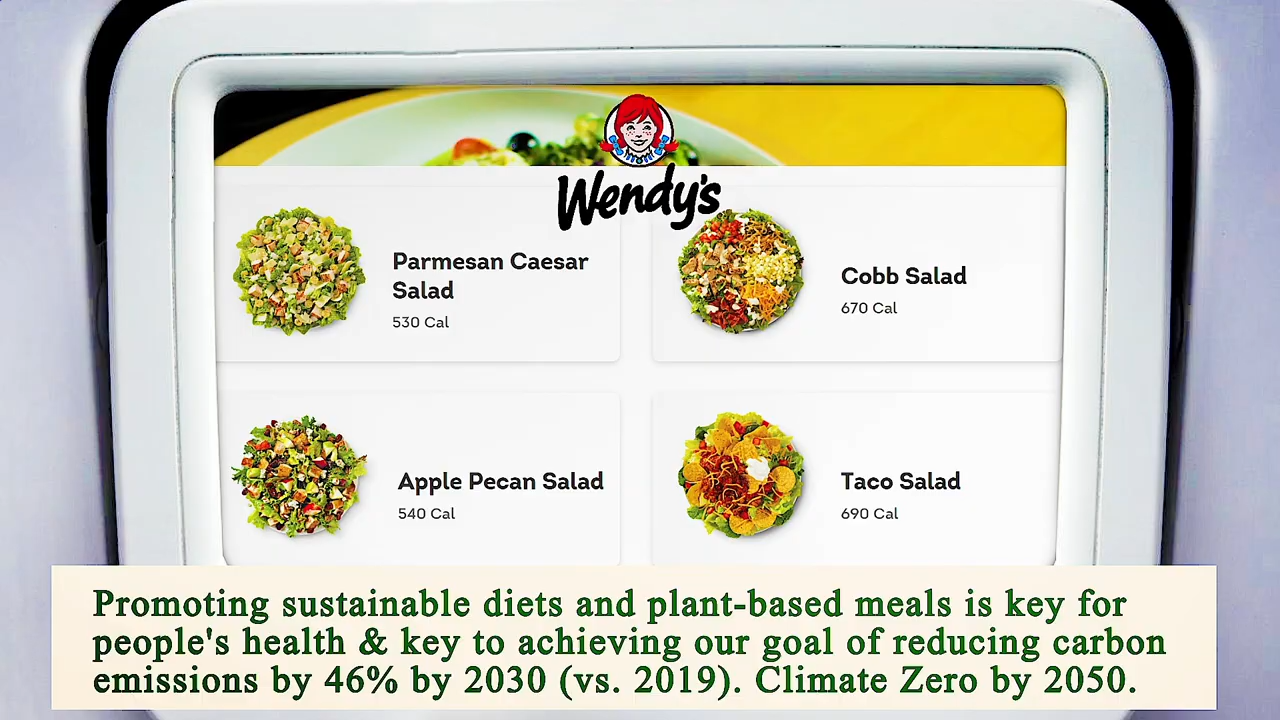 Wendy's
Parmesan Caesar
Salad
530 Cal
Cobb Salad
670 Cal
Apple Pecan Salad
540 Cal
Taco Salad
690 Cal
Promoting sustainable diets and plant-based meals is key for
people's health & key to achieving our goal of reducing carbon
emissions by 46% by 2030 (vs. 2019). Climate Zero by 2050.